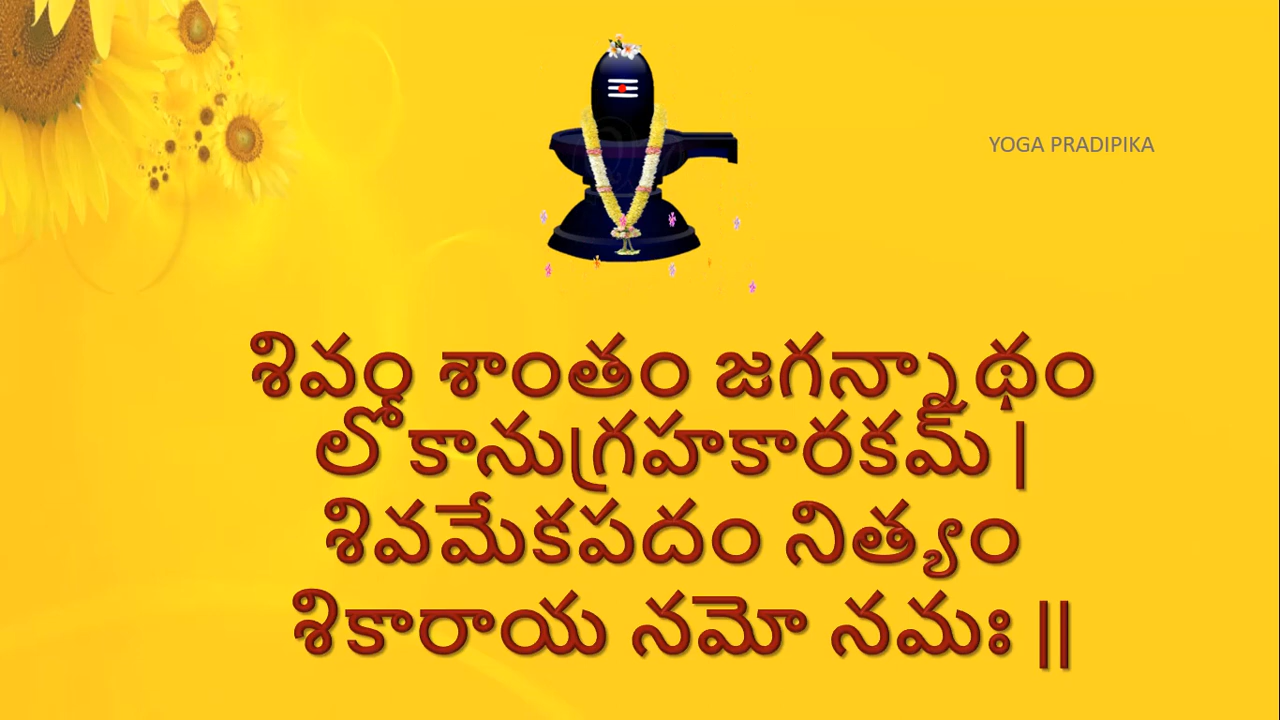 YOGA PRADIPIKA
శివం శాంతం జగన్నాథం
లోకానుగ్రహకారకమ్ |
శివమేకపదం నిత్యం
శికారాయ నమో నమః ||